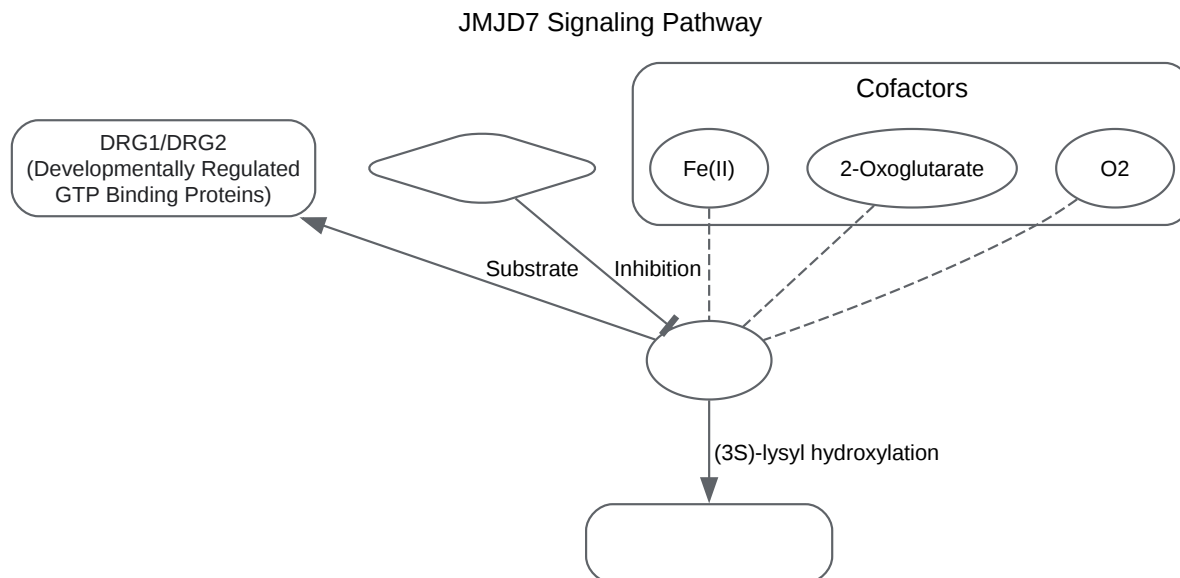 JMJD7 Signaling Pathway
Cofactors
DRG1/DRG2
(Developmentally Regulated
GTP Binding Proteins)
Fe(II)
2-Oxoglutarate
O2
Substrate
Inhibition
(3S)-lysyl hydroxylation